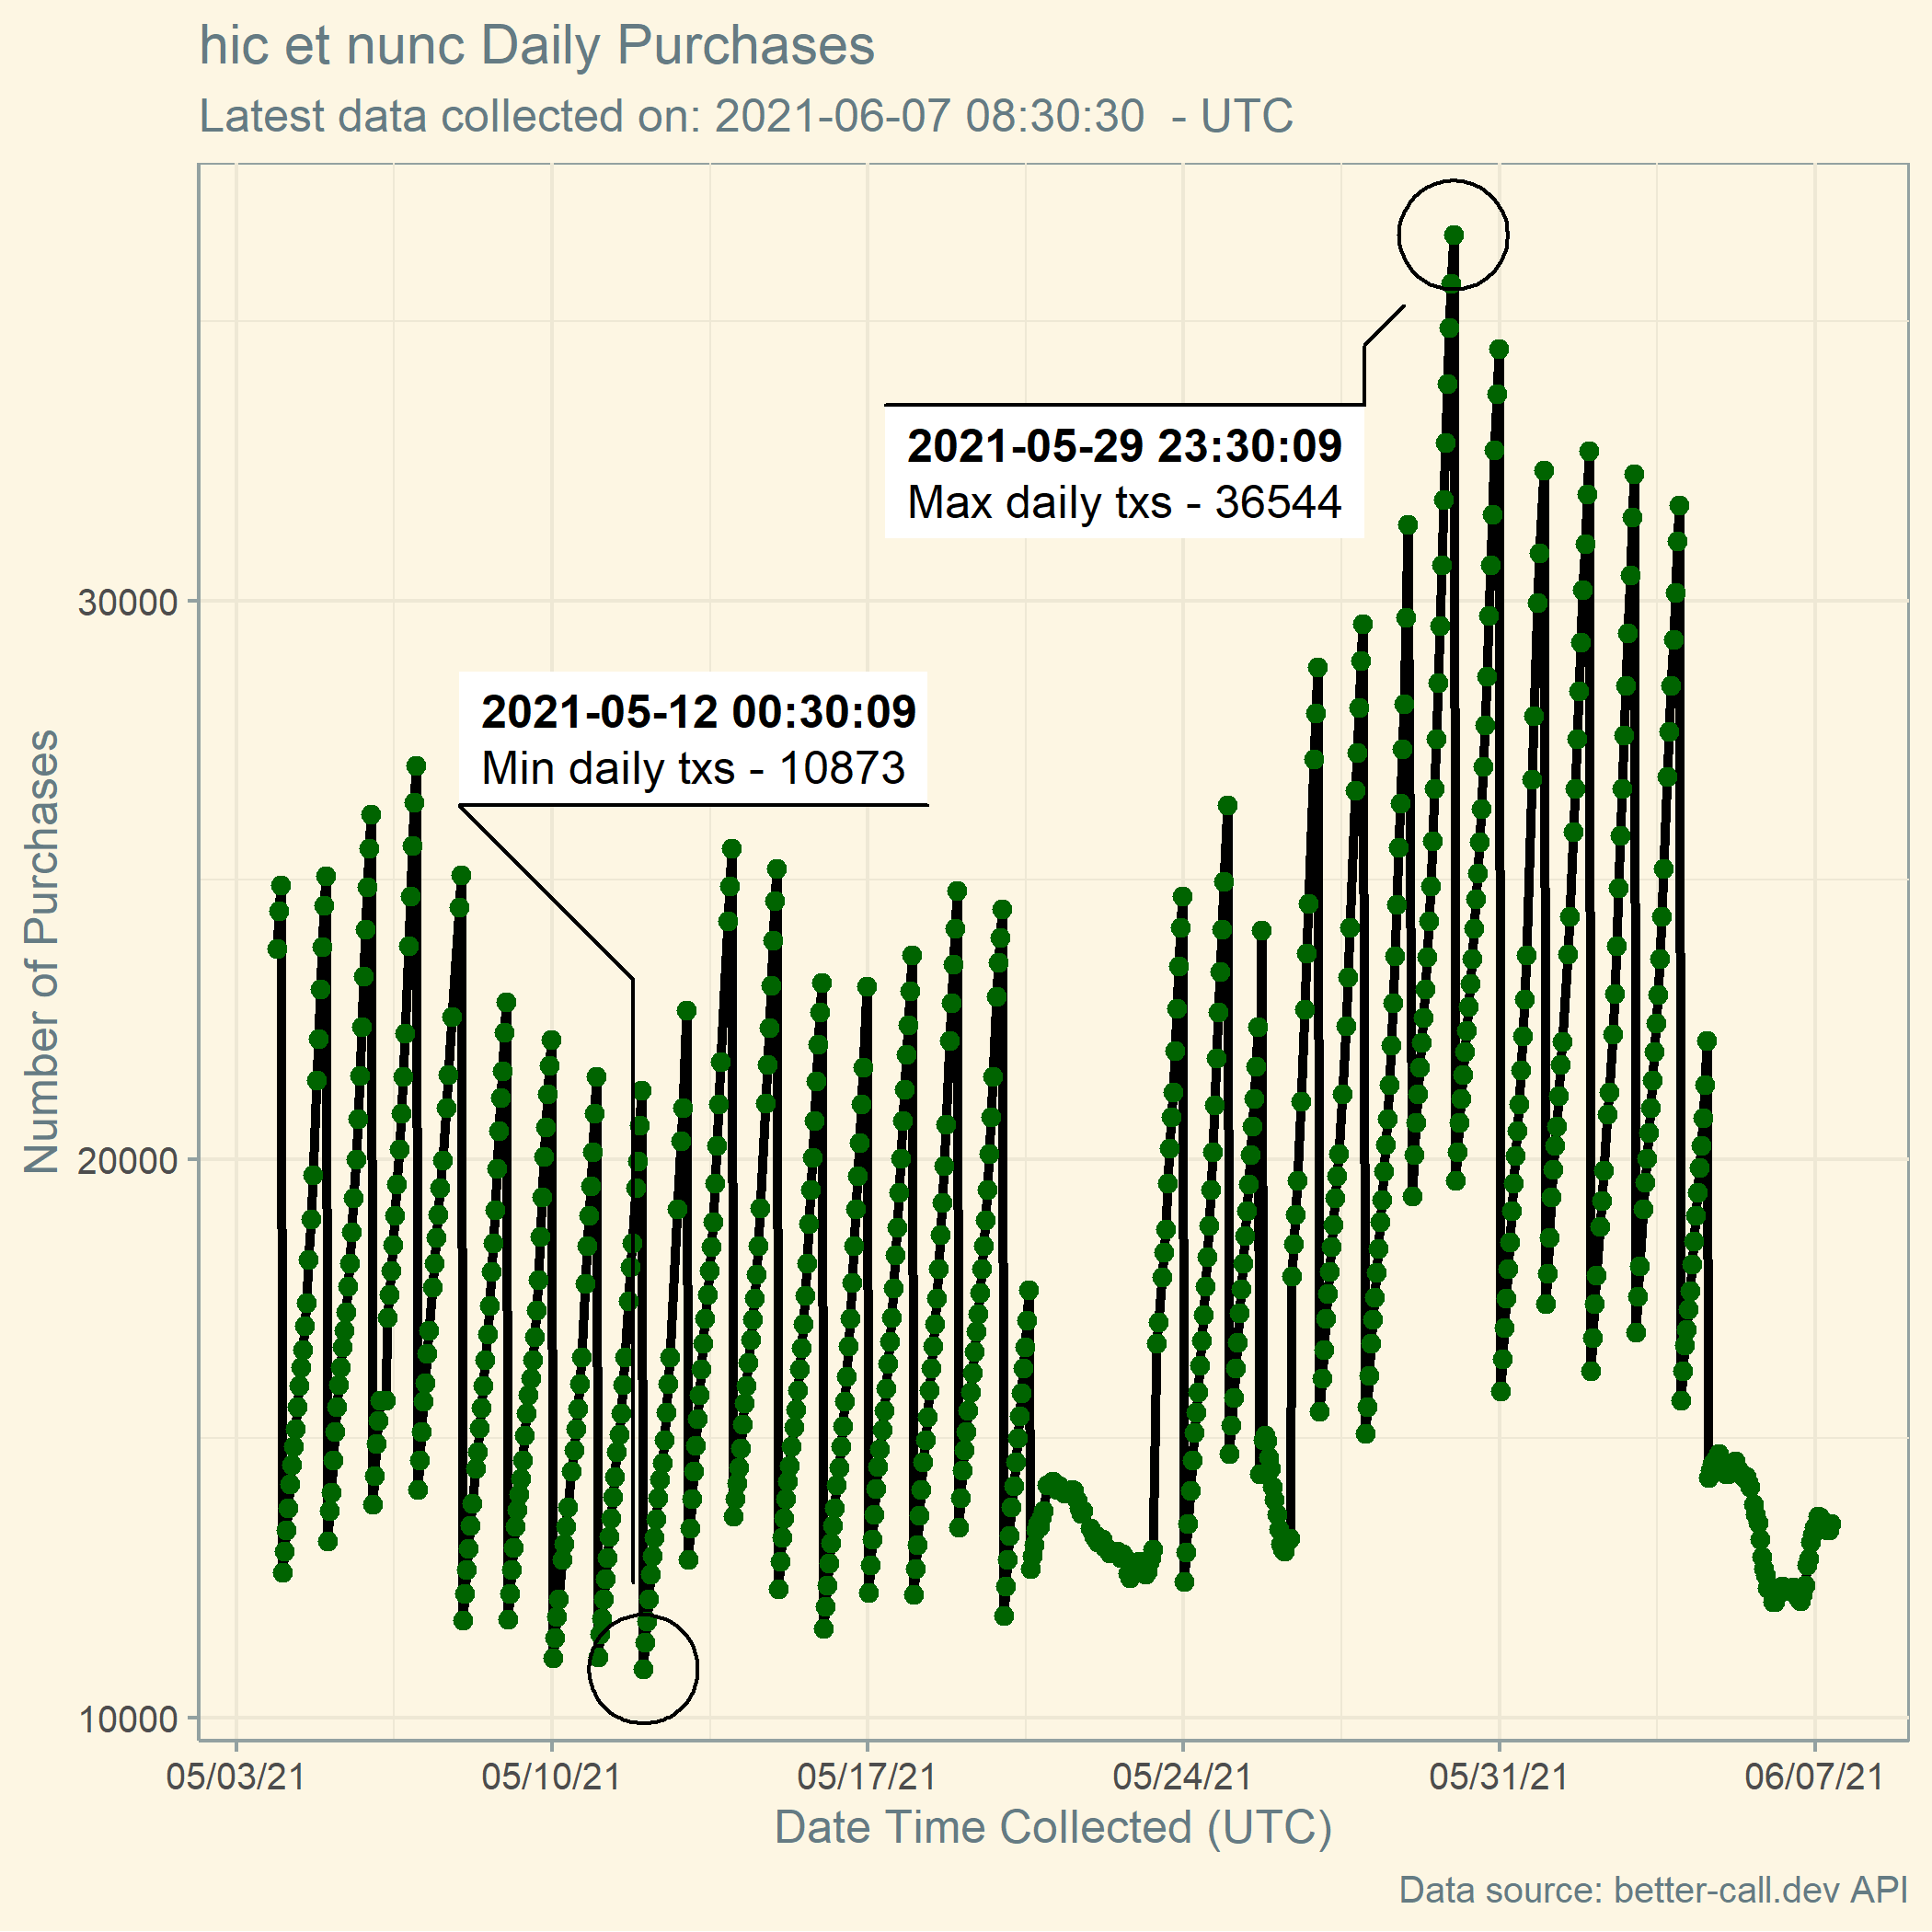 hic et nunc Daily Purchases
Latest data collected on: 2021-06-07 08:30:30  - UTC
2021-05-29 23:30:09
Max daily txs - 36544
2021-05-12 00:30:09
Min daily txs - 10873
Number of Purchases
30000
20000
10000
05/03/21
05/10/21
05/17/21
05/24/21
05/31/21
06/07/21
Date Time Collected (UTC)
Data source: better-call.dev API